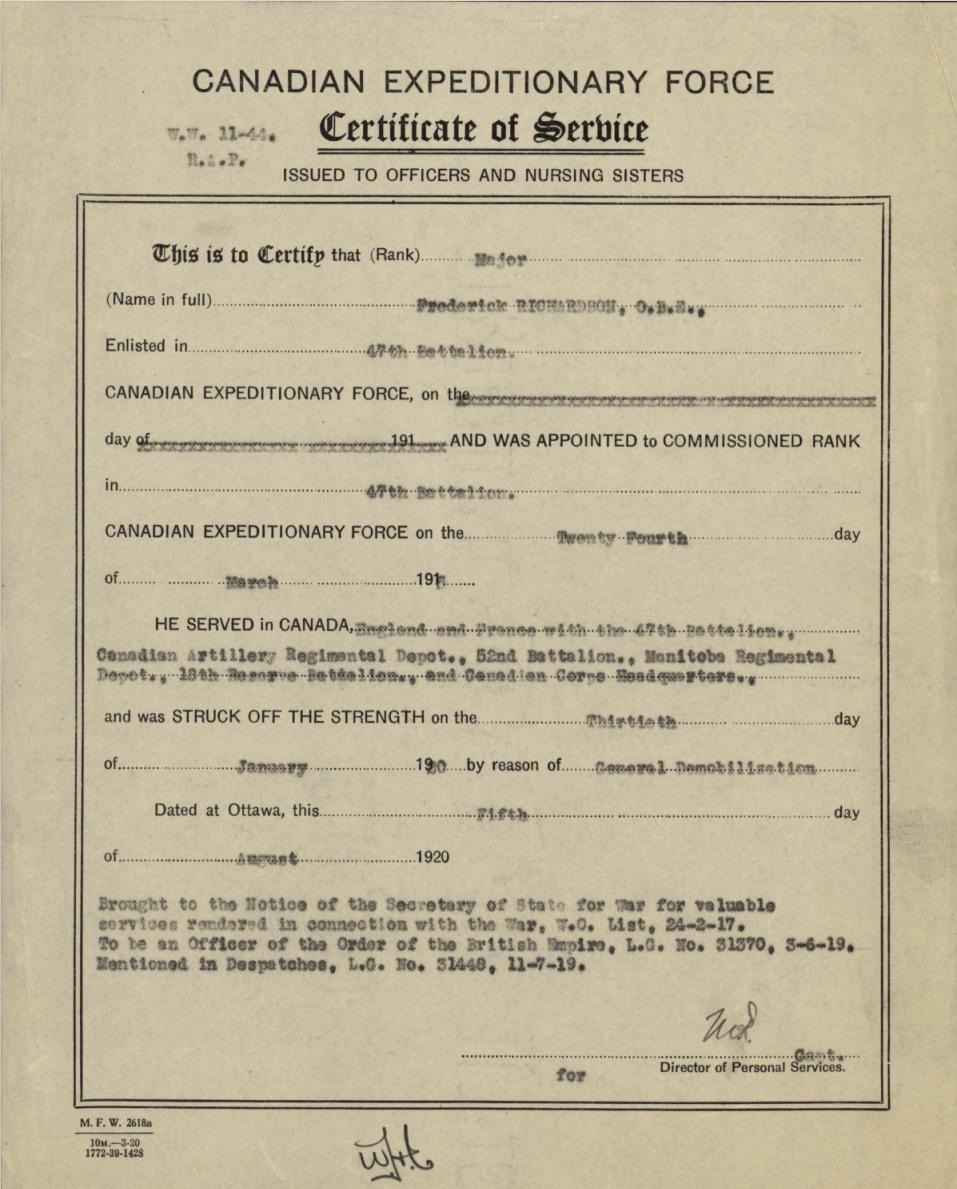 CANADIAN EXPEDITIONARY FORCE
W.W. 11-44. Certificate of Service
R.A.P.
ISSUED TO OFFICERS AND NURSING SISTERS
This is to Certify that (Rank) Major
(Name in full) Frederick RICHARDSON, O.B.E.,
Enlisted in 47th Battalion.
CANADIAN EXPEDITIONARY FORCE, on the
day of 191 AND WAS APPOINTED to COMMISSIONED RANK
in 47th Battalion.
CANADIAN EXPEDITIONARY FORCE on the Twenty Fourth day
of March 191
HE SERVED in CANADA, England and France with the 47th Battalion.,
Canadian Artillery Regimental Depot., 52nd Battalion., Manitoba Regimental
Depot., 18th Reserve Battalion., and Canadian Corps Headquarters.,
and was STRUCK OFF THE STRENGTH on the Thirtieth day
of January 1920 by reason of General Demobilization
Dated at Ottawa, this Fifth day
of August 1920
Brought to the Notice of the Secretary of State for War for valuable
services rendered in connection with the War, W.O. List, 24-2-17.
To be an Officer of the Order of the British Empire, L.G. No. 31370, 3-6-19.
Mentioned in Despatches, L.G. No. 31448, 11-7-19.
Capt.
for Director of Personal Services.
M. F. W. 2618a
10M.—3-20
1772-39-1428